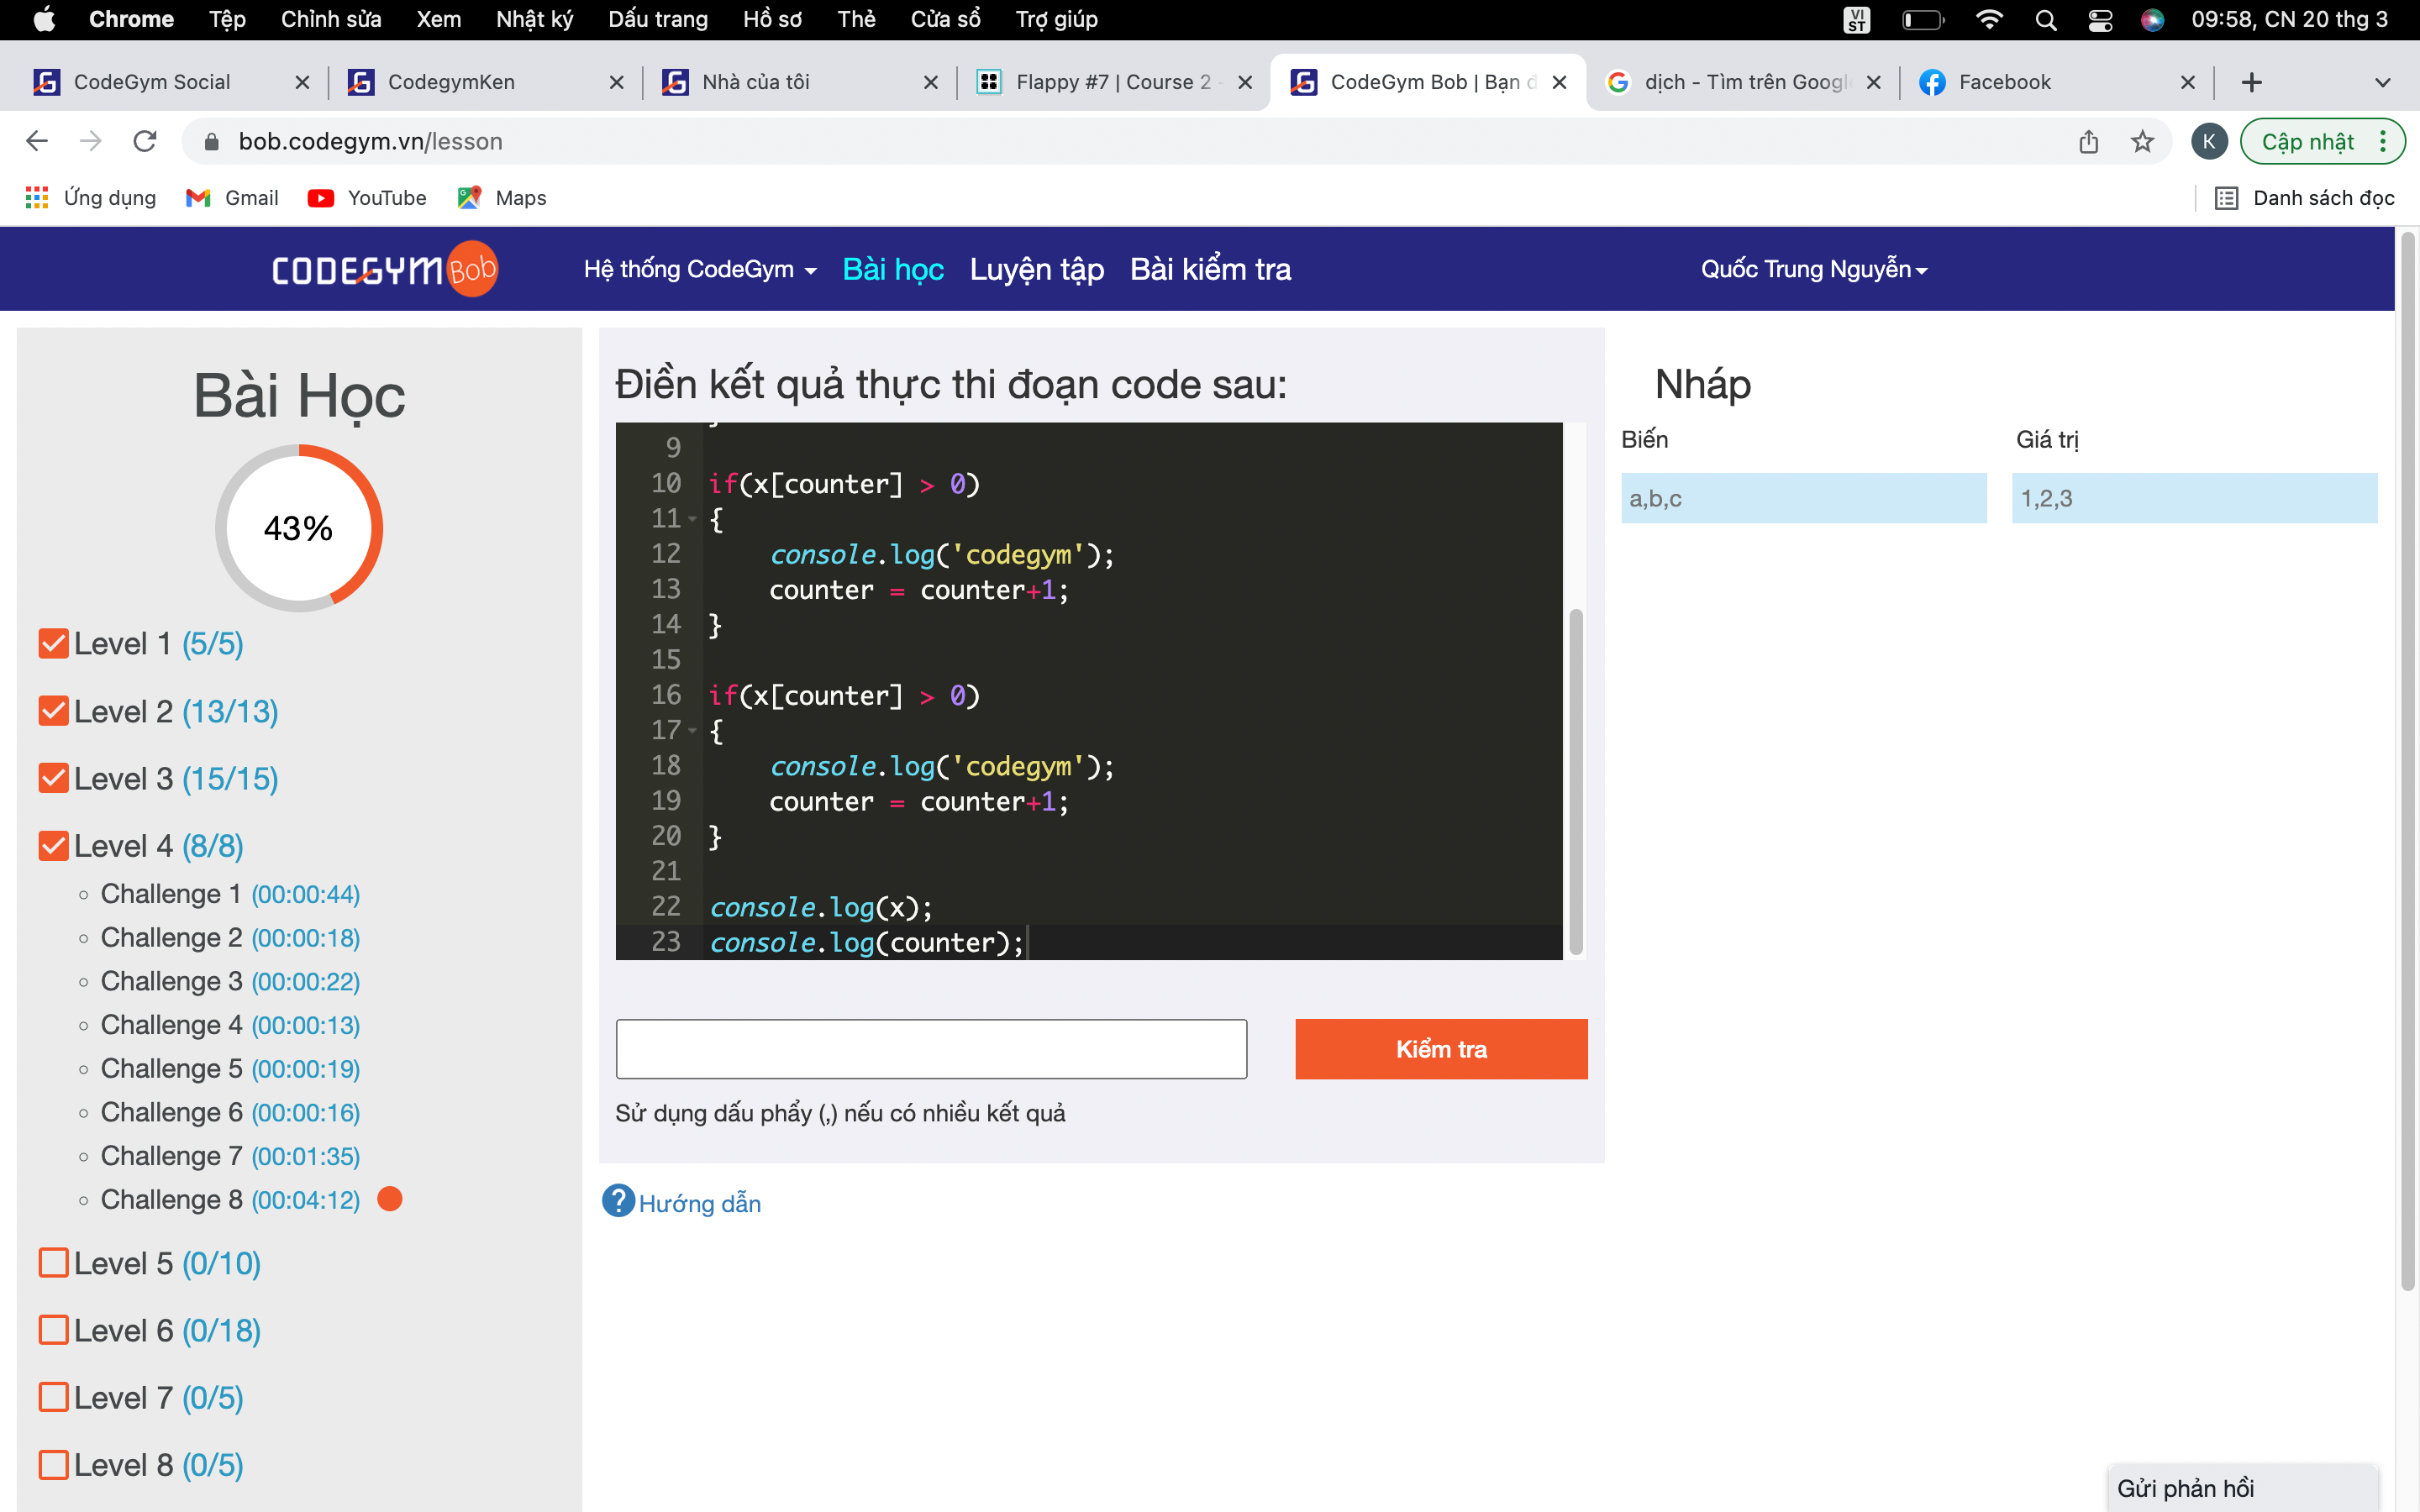 Chrome Tệp Chỉnh sửa Xem Nhật ký Dấu trang Hồ sơ Thẻ Cửa sổ Trợ giúp VI ST 09:58, CN 20 thg 3
CodeGym Social CodegymKen Nhà của tôi Flappy #7 | Course 2 - CodeGym Bob | Bạn đ dịch - Tìm trên Google Facebook
bob.codegym.vn/lesson K Cập nhật
Ứng dụng Gmail YouTube Maps Danh sách đọc
CODEGYM Bob Hệ thống CodeGym Bài học Luyện tập Bài kiểm tra Quốc Trung Nguyễn
Bài Học
43%
Level 1 (5/5)
Level 2 (13/13)
Level 3 (15/15)
Level 4 (8/8)
Challenge 1 (00:00:44)
Challenge 2 (00:00:18)
Challenge 3 (00:00:22)
Challenge 4 (00:00:13)
Challenge 5 (00:00:19)
Challenge 6 (00:00:16)
Challenge 7 (00:01:35)
Challenge 8 (00:04:12)
Level 5 (0/10)
Level 6 (0/18)
Level 7 (0/5)
Level 8 (0/5)
Điền kết quả thực thi đoạn code sau:
9
10 if(x[counter] > 0)
11 {
12 console.log('codegym');
13 counter = counter+1;
14 }
15
16 if(x[counter] > 0)
17 {
18 console.log('codegym');
19 counter = counter+1;
20 }
21
22 console.log(x);
23 console.log(counter);
Kiểm tra
Sử dụng dấu phẩy (,) nếu có nhiều kết quả
? Hướng dẫn
Nháp
Biến Giá trị
a,b,c 1,2,3
Gửi phản hồi